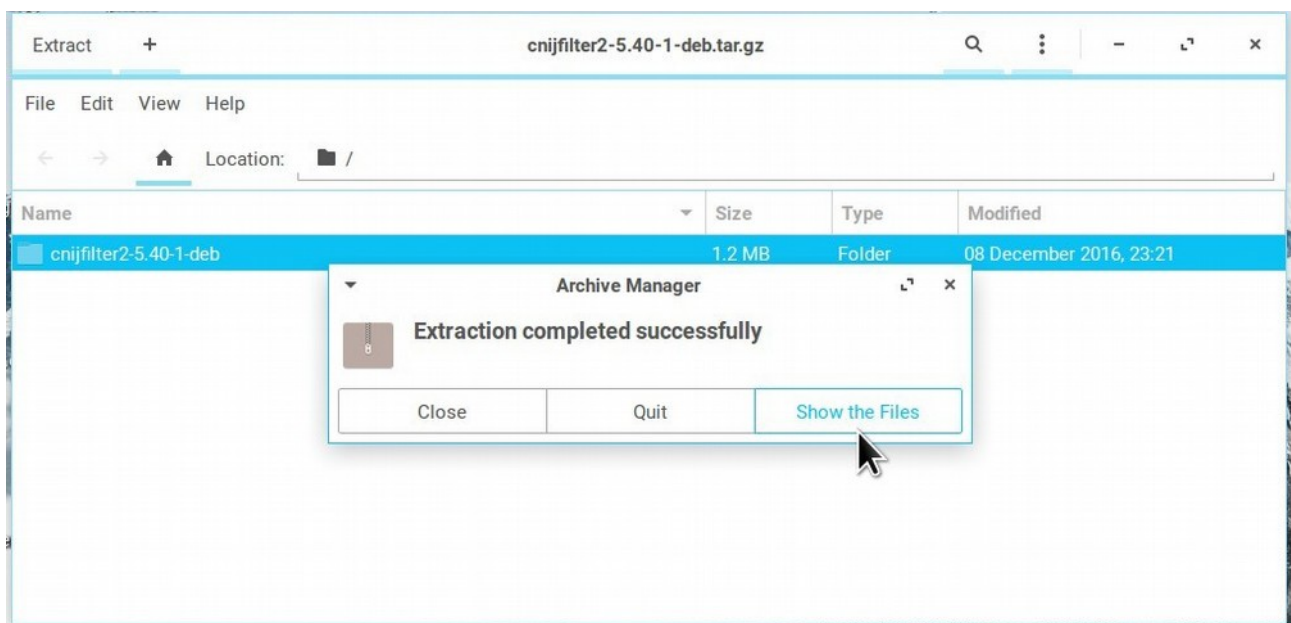 Extract + cnijfilter2-5.40-1-deb.tar.gz
File Edit View Help
Location: /
Name Size Type Modified
cnijfilter2-5.40-1-deb 1.2 MB Folder 08 December 2016, 23:21
Archive Manager
Extraction completed successfully
Close Quit Show the Files